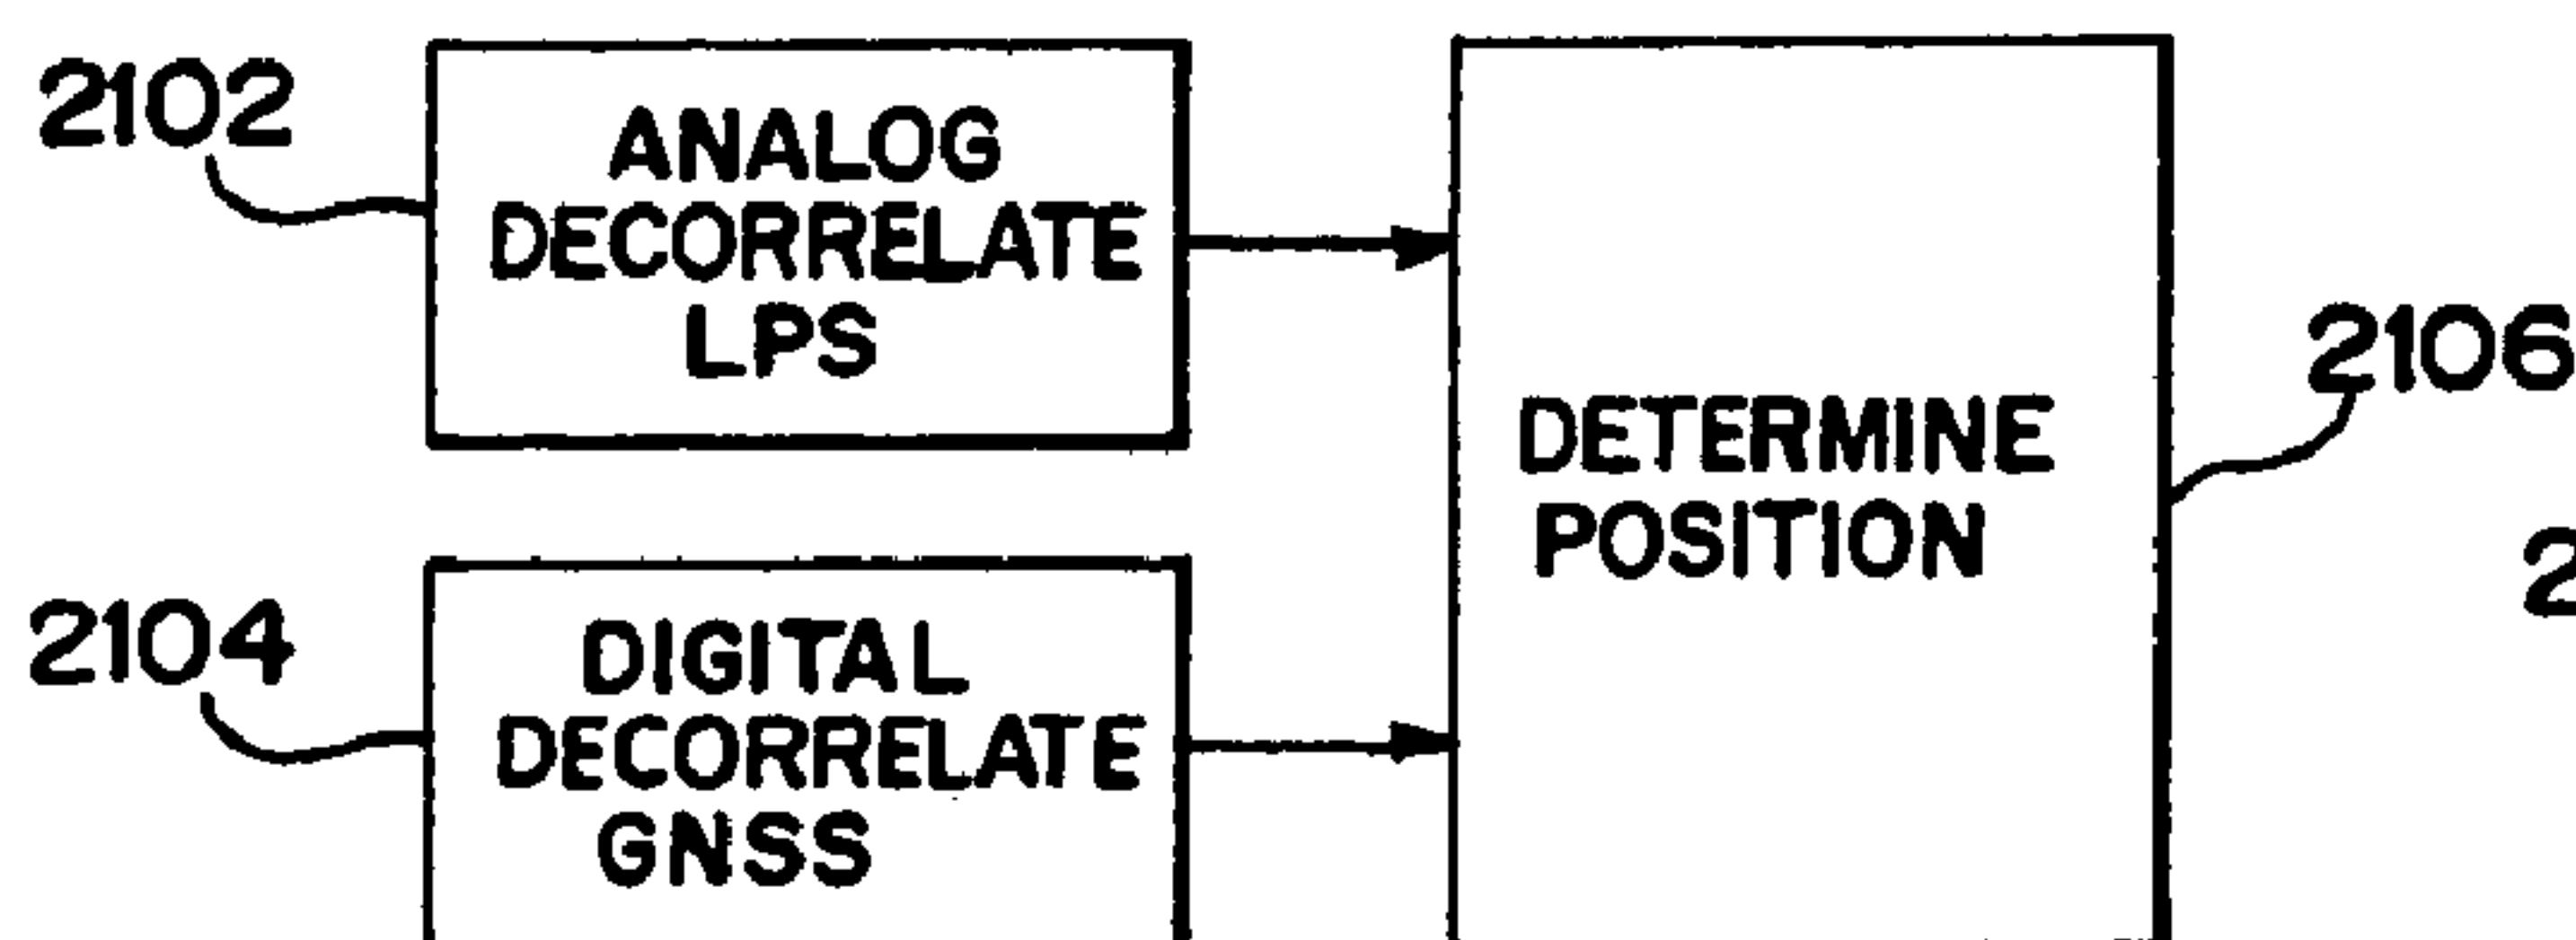 2102
ANALOG
DECORRELATE
LPS
2106
DETERMINE
POSITION
2104
DIGITAL
DECORRELATE
GNSS